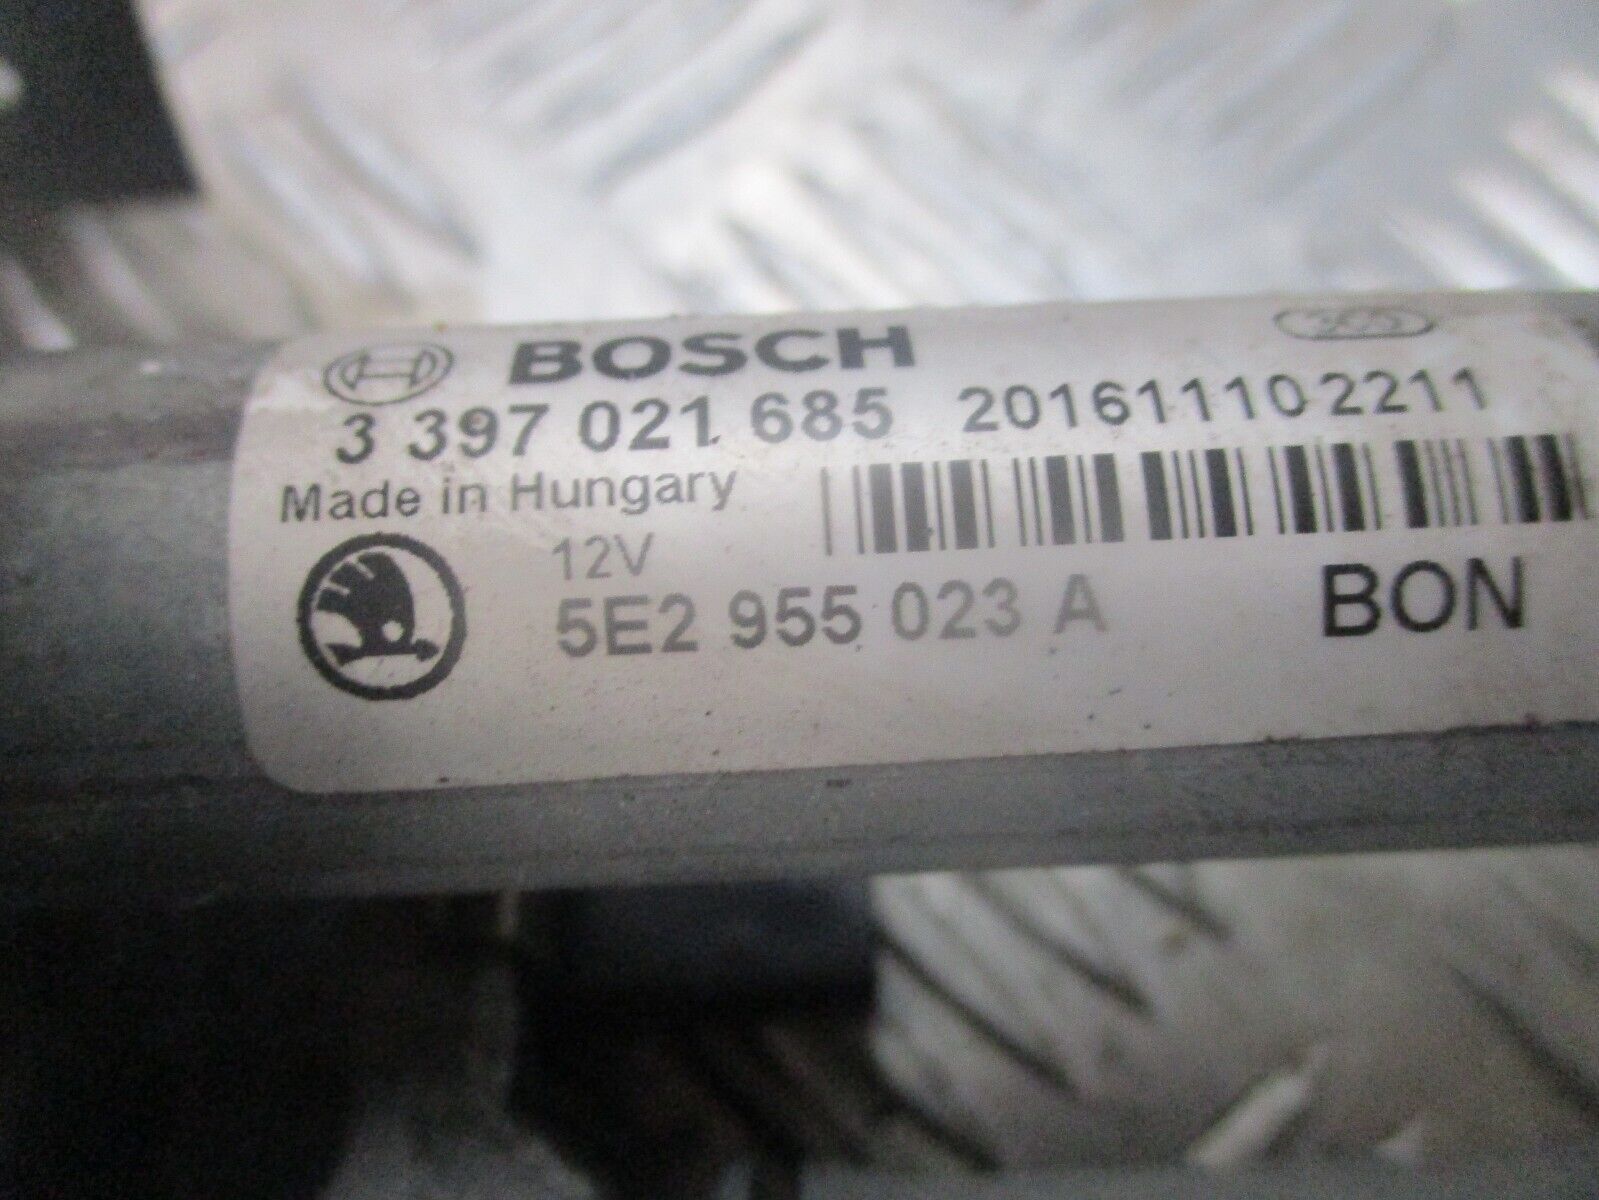 BOSCH
3 397 021 685 201611102211
Made in Hungary
12V
5E2 955 023 A BON